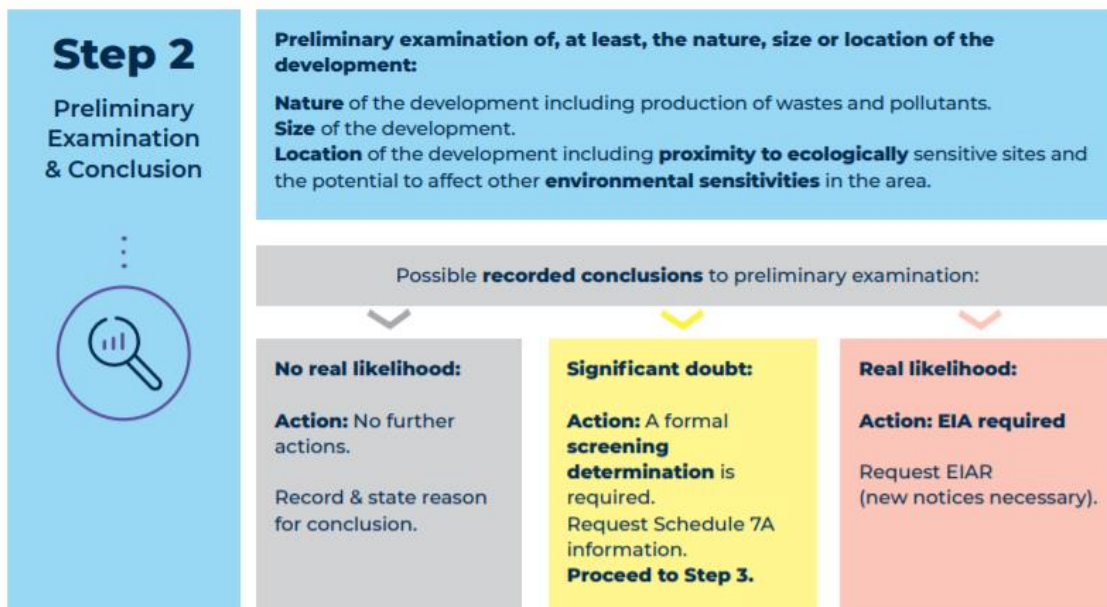 Step 2
Preliminary
Examination
& Conclusion
Preliminary examination of, at least, the nature, size or location of the
development:
Nature of the development including production of wastes and pollutants.
Size of the development.
Location of the development including proximity to ecologically sensitive sites and
the potential to affect other environmental sensitivities in the area.
Possible recorded conclusions to preliminary examination:
No real likelihood:
Action: No further
actions.
Record & state reason
for conclusion.
Significant doubt:
Action: A formal
screening
determination is
required.
Request Schedule 7A
information.
Proceed to Step 3.
Real likelihood:
Action: EIA required
Request EIAR
(new notices necessary).